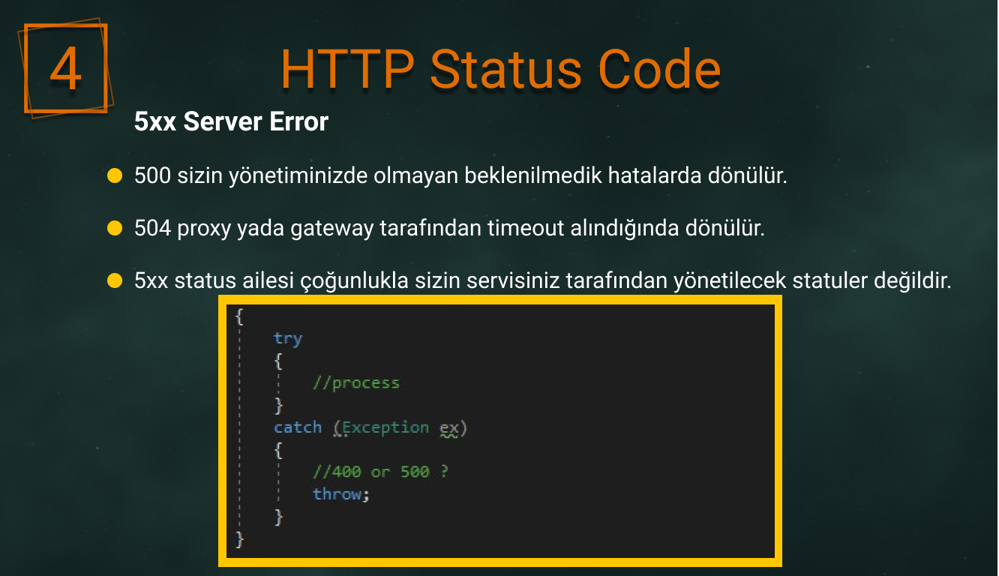 4
HTTP Status Code
5xx Server Error
500 sizin yönetiminizde olmayan beklenilmedik hatalarda dönülür.
504 proxy yada gateway tarafından timeout alındığında dönülür.
5xx status ailesi çoğunlukla sizin servisiniz tarafından yönetilecek statuler değildir.
{
try
{
//process
}
catch (Exception ex)
{
//400 or 500 ?
throw;
}
}